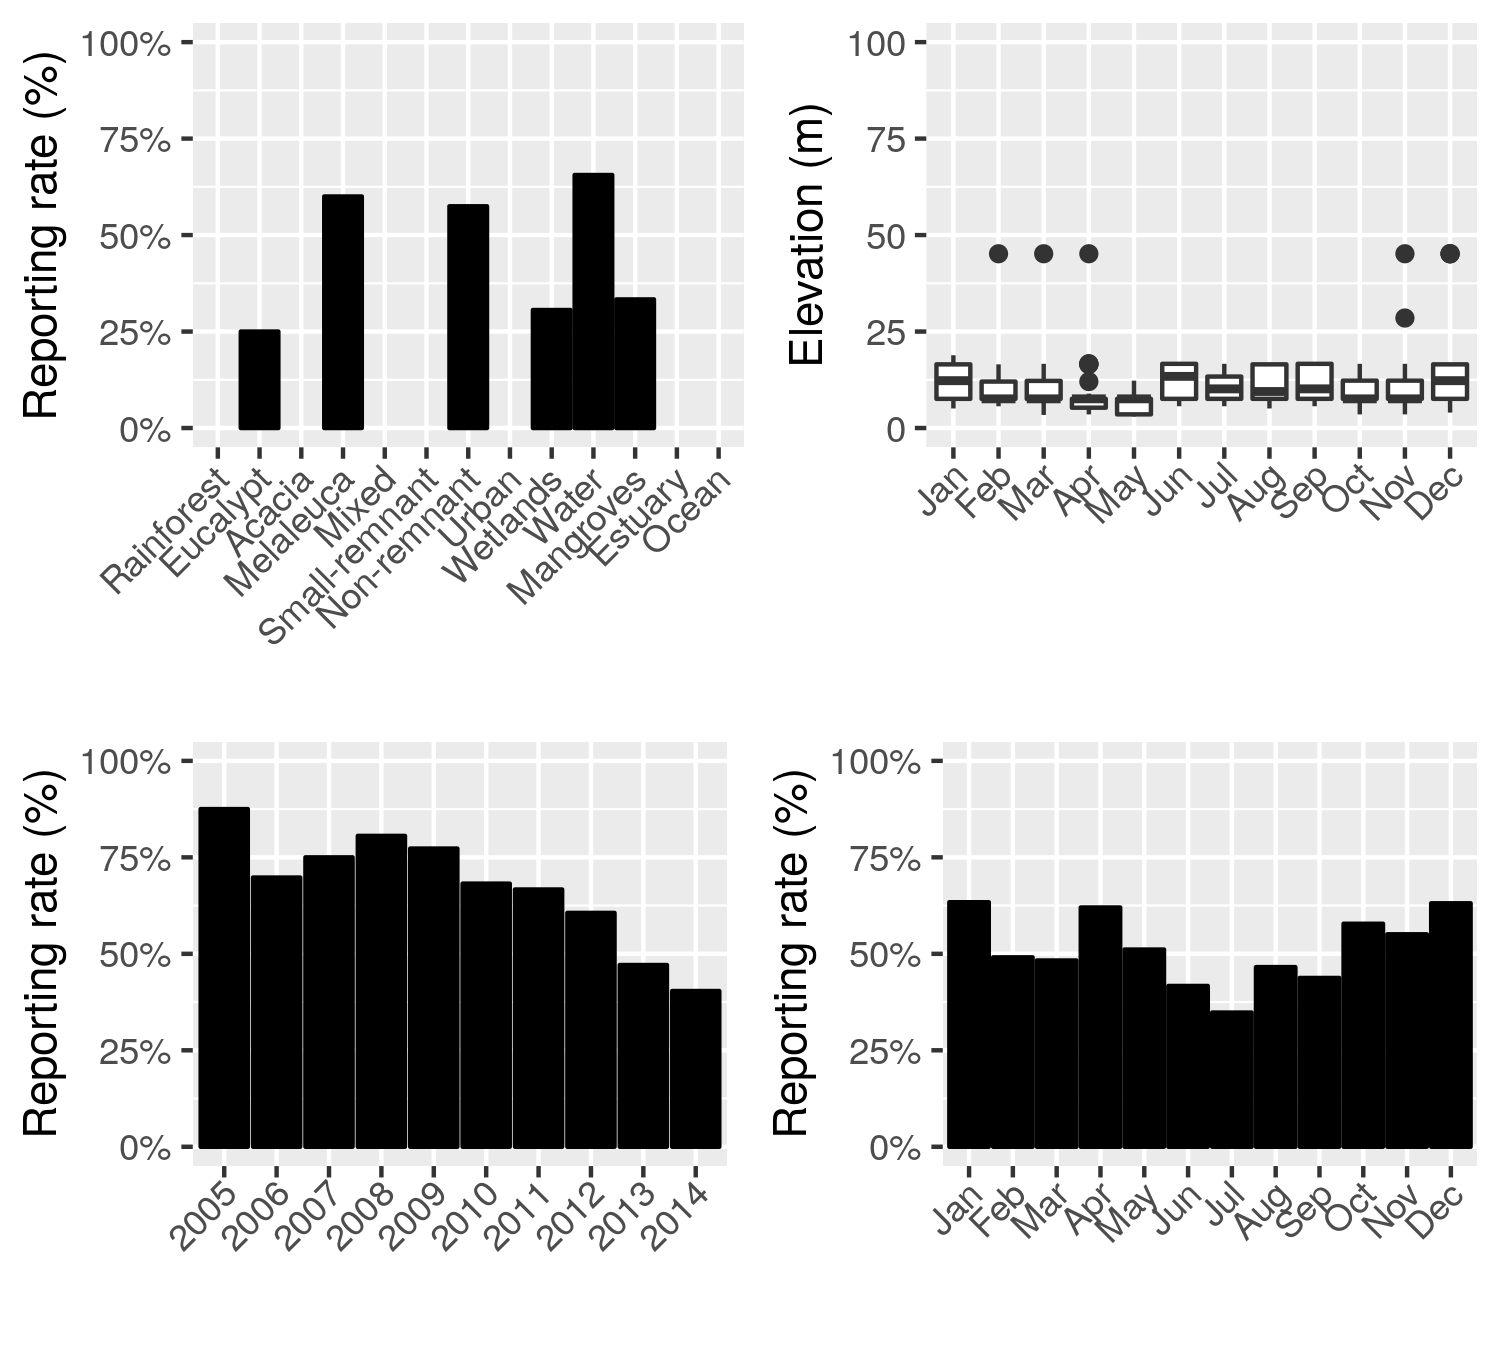 Reporting rate (%)
100%
75%
50%
25%
0%
Rainforest
Eucalypt
Acacia
Melaleuca
Mixed
Small-remnant
Non-remnant
Urban
Wetlands
Water
Mangroves
Estuary
Ocean
Elevation (m)
100
75
50
25
0
Jan
Feb
Mar
Apr
May
Jun
Jul
Aug
Sep
Oct
Nov
Dec
Reporting rate (%)
100%
75%
50%
25%
0%
2005
2006
2007
2008
2009
2010
2011
2012
2013
2014
Reporting rate (%)
100%
75%
50%
25%
0%
Jan
Feb
Mar
Apr
May
Jun
Jul
Aug
Sep
Oct
Nov
Dec